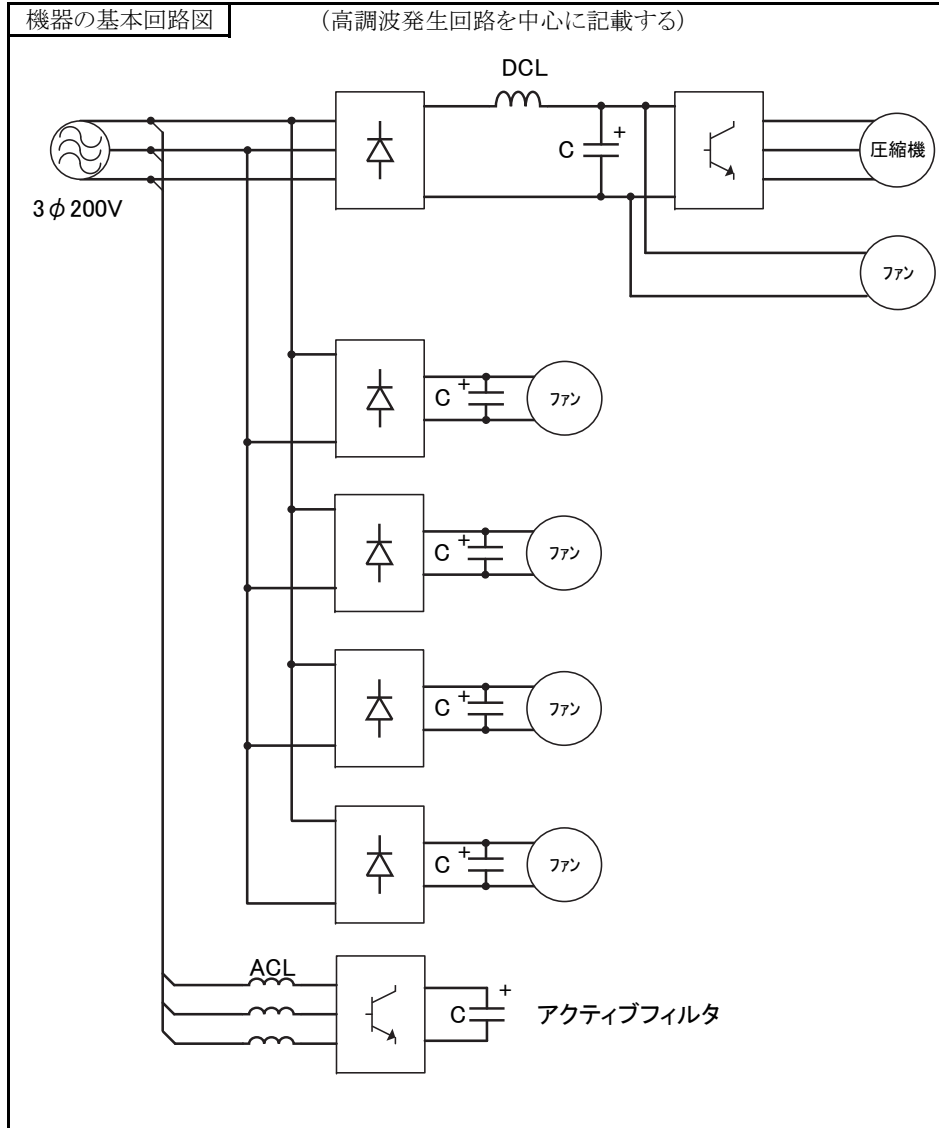 機器の基本回路図 (高調波発生回路を中心に記載する)
DCL
+
C
圧縮機
3φ200V
ファン
+
C
ファン
+
C
ファン
+
C
ファン
+
C
ファン
ACL
+
C
アクティブフィルタ